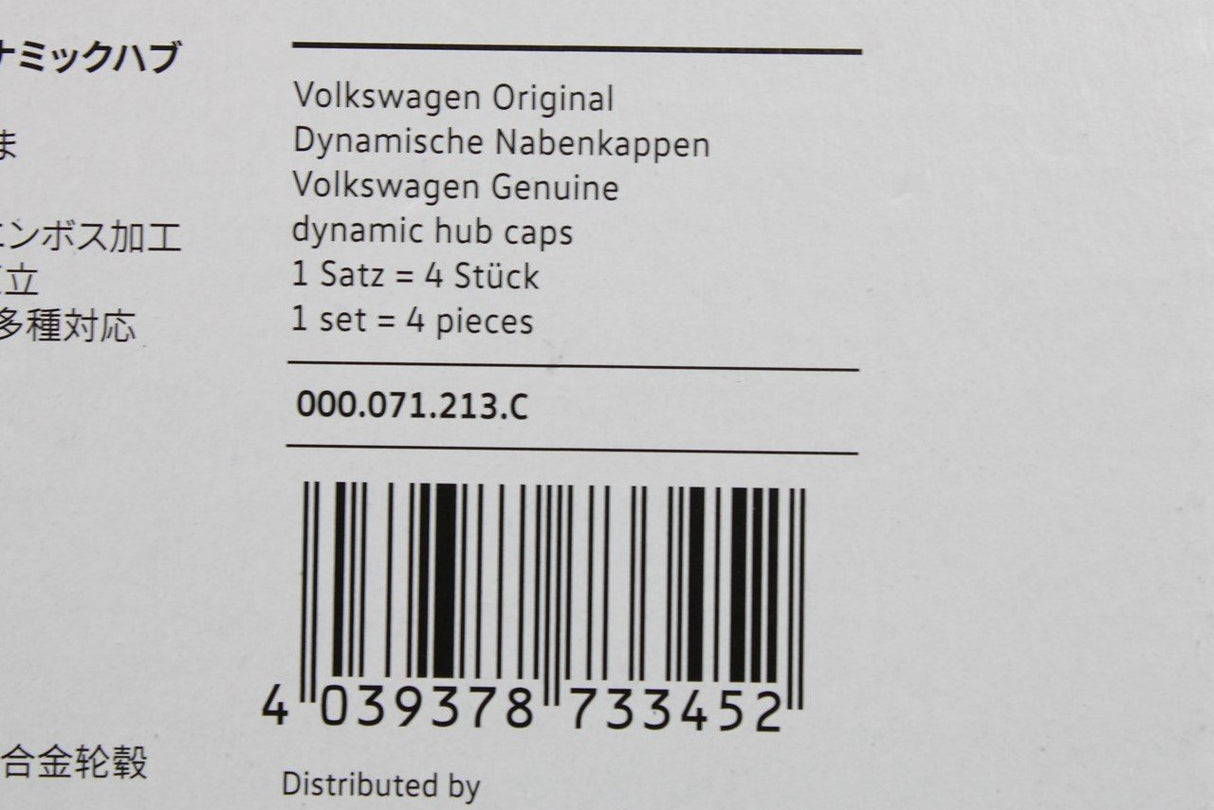 ナミックハブ
ま
エンボス加工
立
多種対応
合金轮毂
Volkswagen Original
Dynamische Nabenkappen
Volkswagen Genuine
dynamic hub caps
1 Satz = 4 Stück
1 set = 4 pieces
000.071.213.C
4 039378 733452
Distributed by